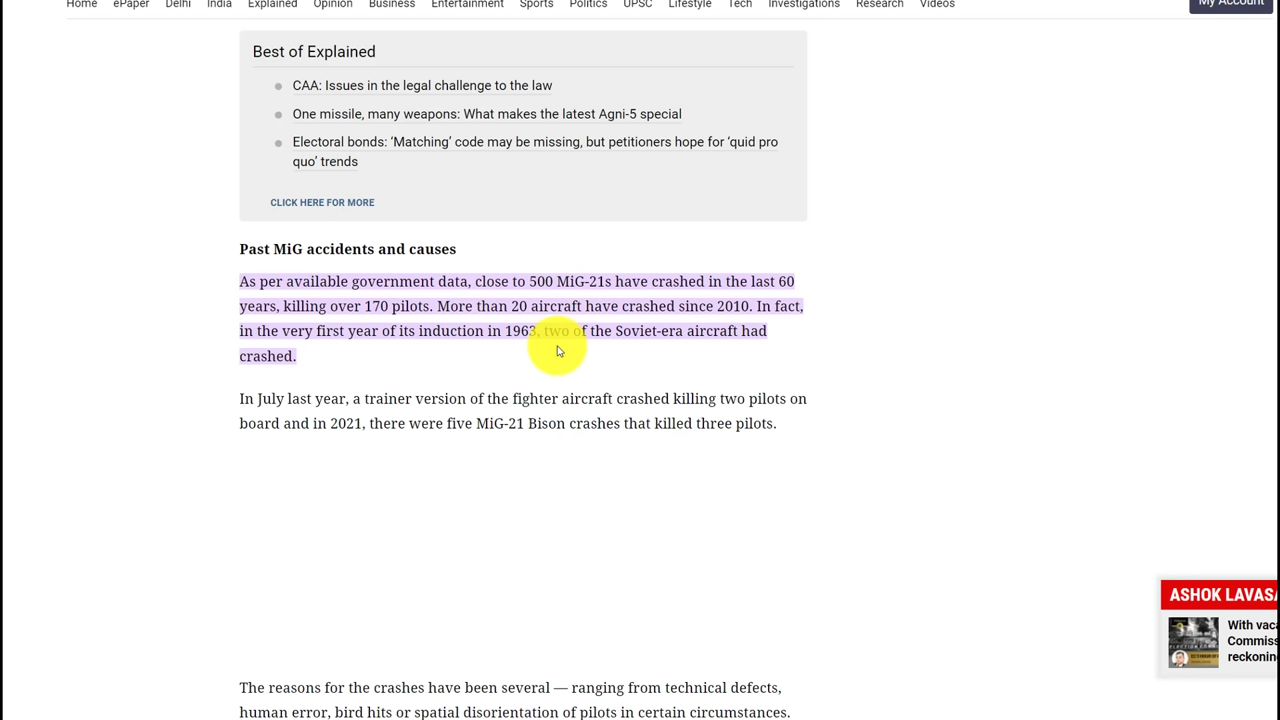 Home ePaper Delhi India Explained Opinion Business Entertainment Sports Politics UPSC Lifestyle Tech Investigations Research Videos My Account
Best of Explained
CAA: Issues in the legal challenge to the law
One missile, many weapons: What makes the latest Agni-5 special
Electoral bonds: ‘Matching’ code may be missing, but petitioners hope for ‘quid pro
quo’ trends
CLICK HERE FOR MORE
Past MiG accidents and causes
As per available government data, close to 500 MiG-21s have crashed in the last 60
years, killing over 170 pilots. More than 20 aircraft have crashed since 2010. In fact,
in the very first year of its induction in 1963, two of the Soviet-era aircraft had
crashed.
In July last year, a trainer version of the fighter aircraft crashed killing two pilots on
board and in 2021, there were five MiG-21 Bison crashes that killed three pilots.
ASHOK LAVASA
With vaca
Commiss
reckonin
The reasons for the crashes have been several — ranging from technical defects,
human error, bird hits or spatial disorientation of pilots in certain circumstances.